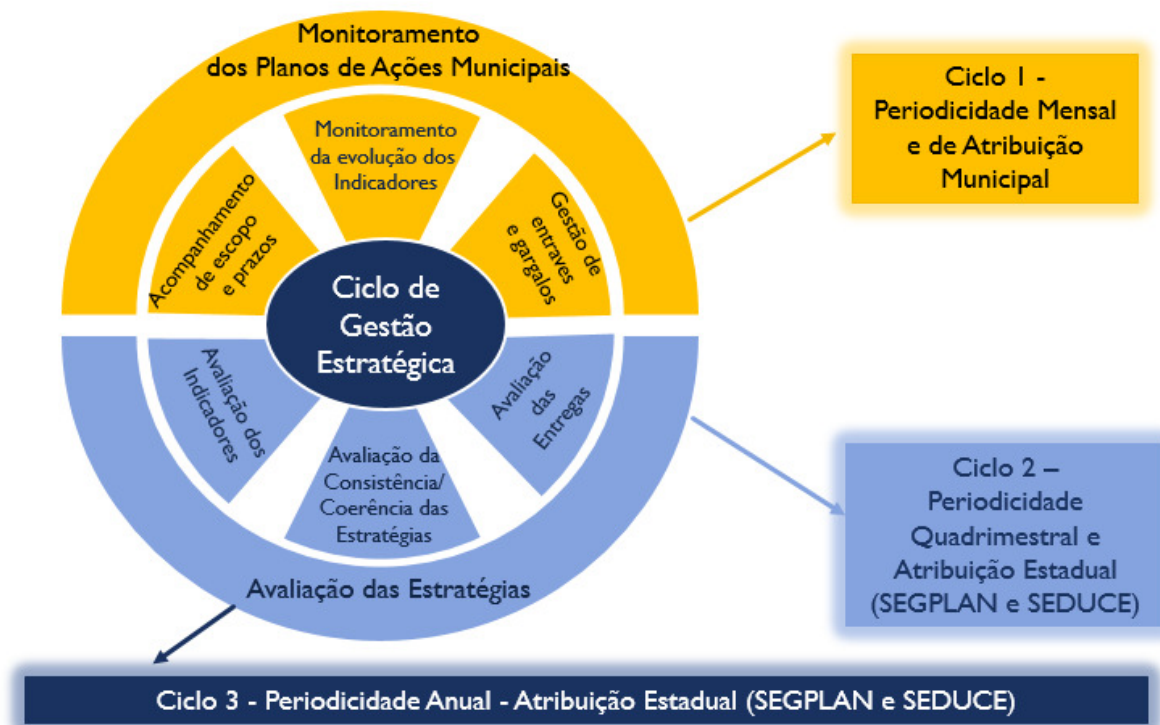 Monitoramento
dos Planos de Ações Municipais
Monitoramento
da evolução dos
Indicadores
Acompanhamento
de escopo
e prazos
Gestão de
entraves
e gargalos
Ciclo de
Gestão
Estratégica
Avaliação dos
Indicadores
Avaliação da
Consistência/
Coerência das
Estratégias
Avaliação
das
Entregas
Avaliação das Estratégias
Ciclo 1 -
Periodicidade Mensal
e de Atribuição
Municipal
Ciclo 2 –
Periodicidade
Quadrimestral e
Atribuição Estadual
(SEGPLAN e SEDUCE)
Ciclo 3 - Periodicidade Anual - Atribuição Estadual (SEGPLAN e SEDUCE)